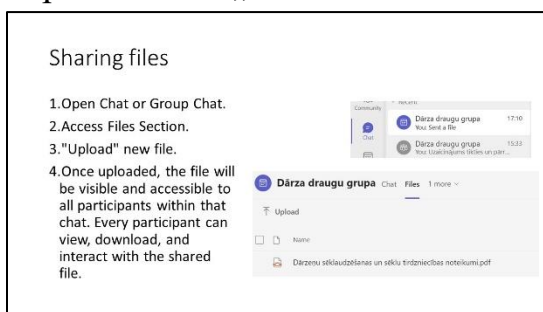 Sharing files
1.Open Chat or Group Chat.
2.Access Files Section.
3."Upload" new file.
4.Once uploaded, the file will
be visible and accessible to
all participants within that
chat. Every participant can
view, download, and
interact with the shared
file.
Community
Chat
Dārza draugu grupa 17:10
You: Sent a file
Dārza draugu grupa 15:33
Dārza draugu grupa Chat Files 1 more
Upload
Name
Dārzeņu sēklaudzēšanas un sēklu tirdzniecības noteikumi.pdf